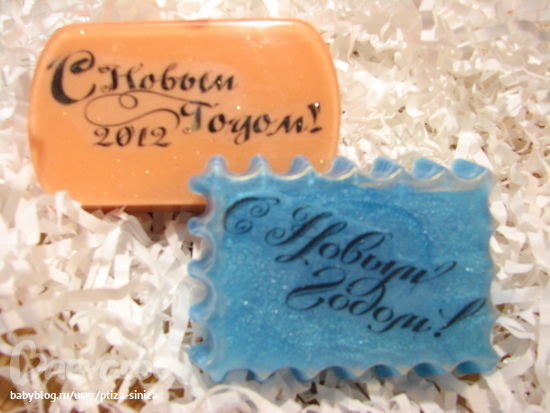 С Новым
Годом!
2012
С Новым
Годом!
babyblog.ru/user/ptiza-siniza